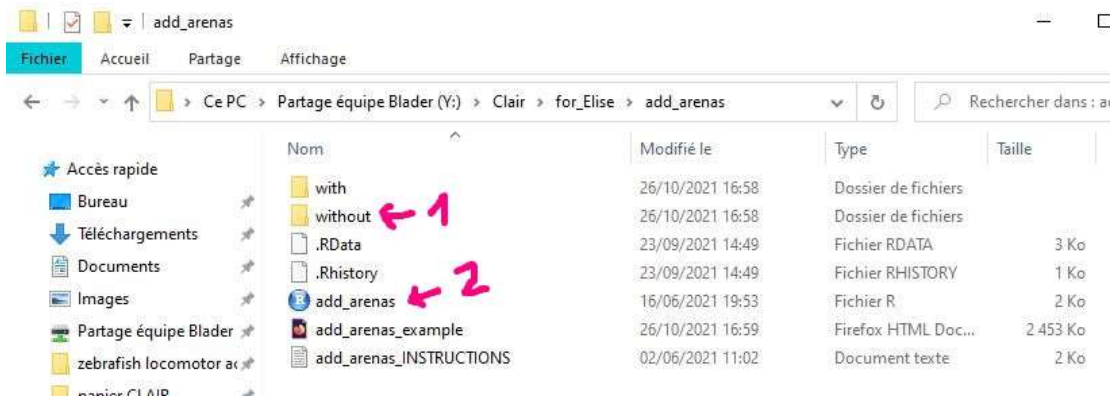 add_arenas
Fichier Accueil Partage Affichage
Ce PC > Partage équipe Blader (Y:) > Clair > for_Elise > add_arenas Rechercher dans : a
Nom Modifié le Type Taille
Accès rapide
Bureau
Téléchargements
Documents
Images
Partage équipe Blader
zebrafish locomotor ac
papier CLAIR
with 26/10/2021 16:58 Dossier de fichiers
without 26/10/2021 16:58 Dossier de fichiers
1
.RData 23/09/2021 14:49 Fichier RDATA 3 Ko
.Rhistory 23/09/2021 14:49 Fichier RHISTORY 1 Ko
add_arenas 16/06/2021 19:53 Fichier R 2 Ko
2
add_arenas_example 26/10/2021 16:59 Firefox HTML Doc... 2 453 Ko
add_arenas_INSTRUCTIONS 02/06/2021 11:02 Document texte 2 Ko